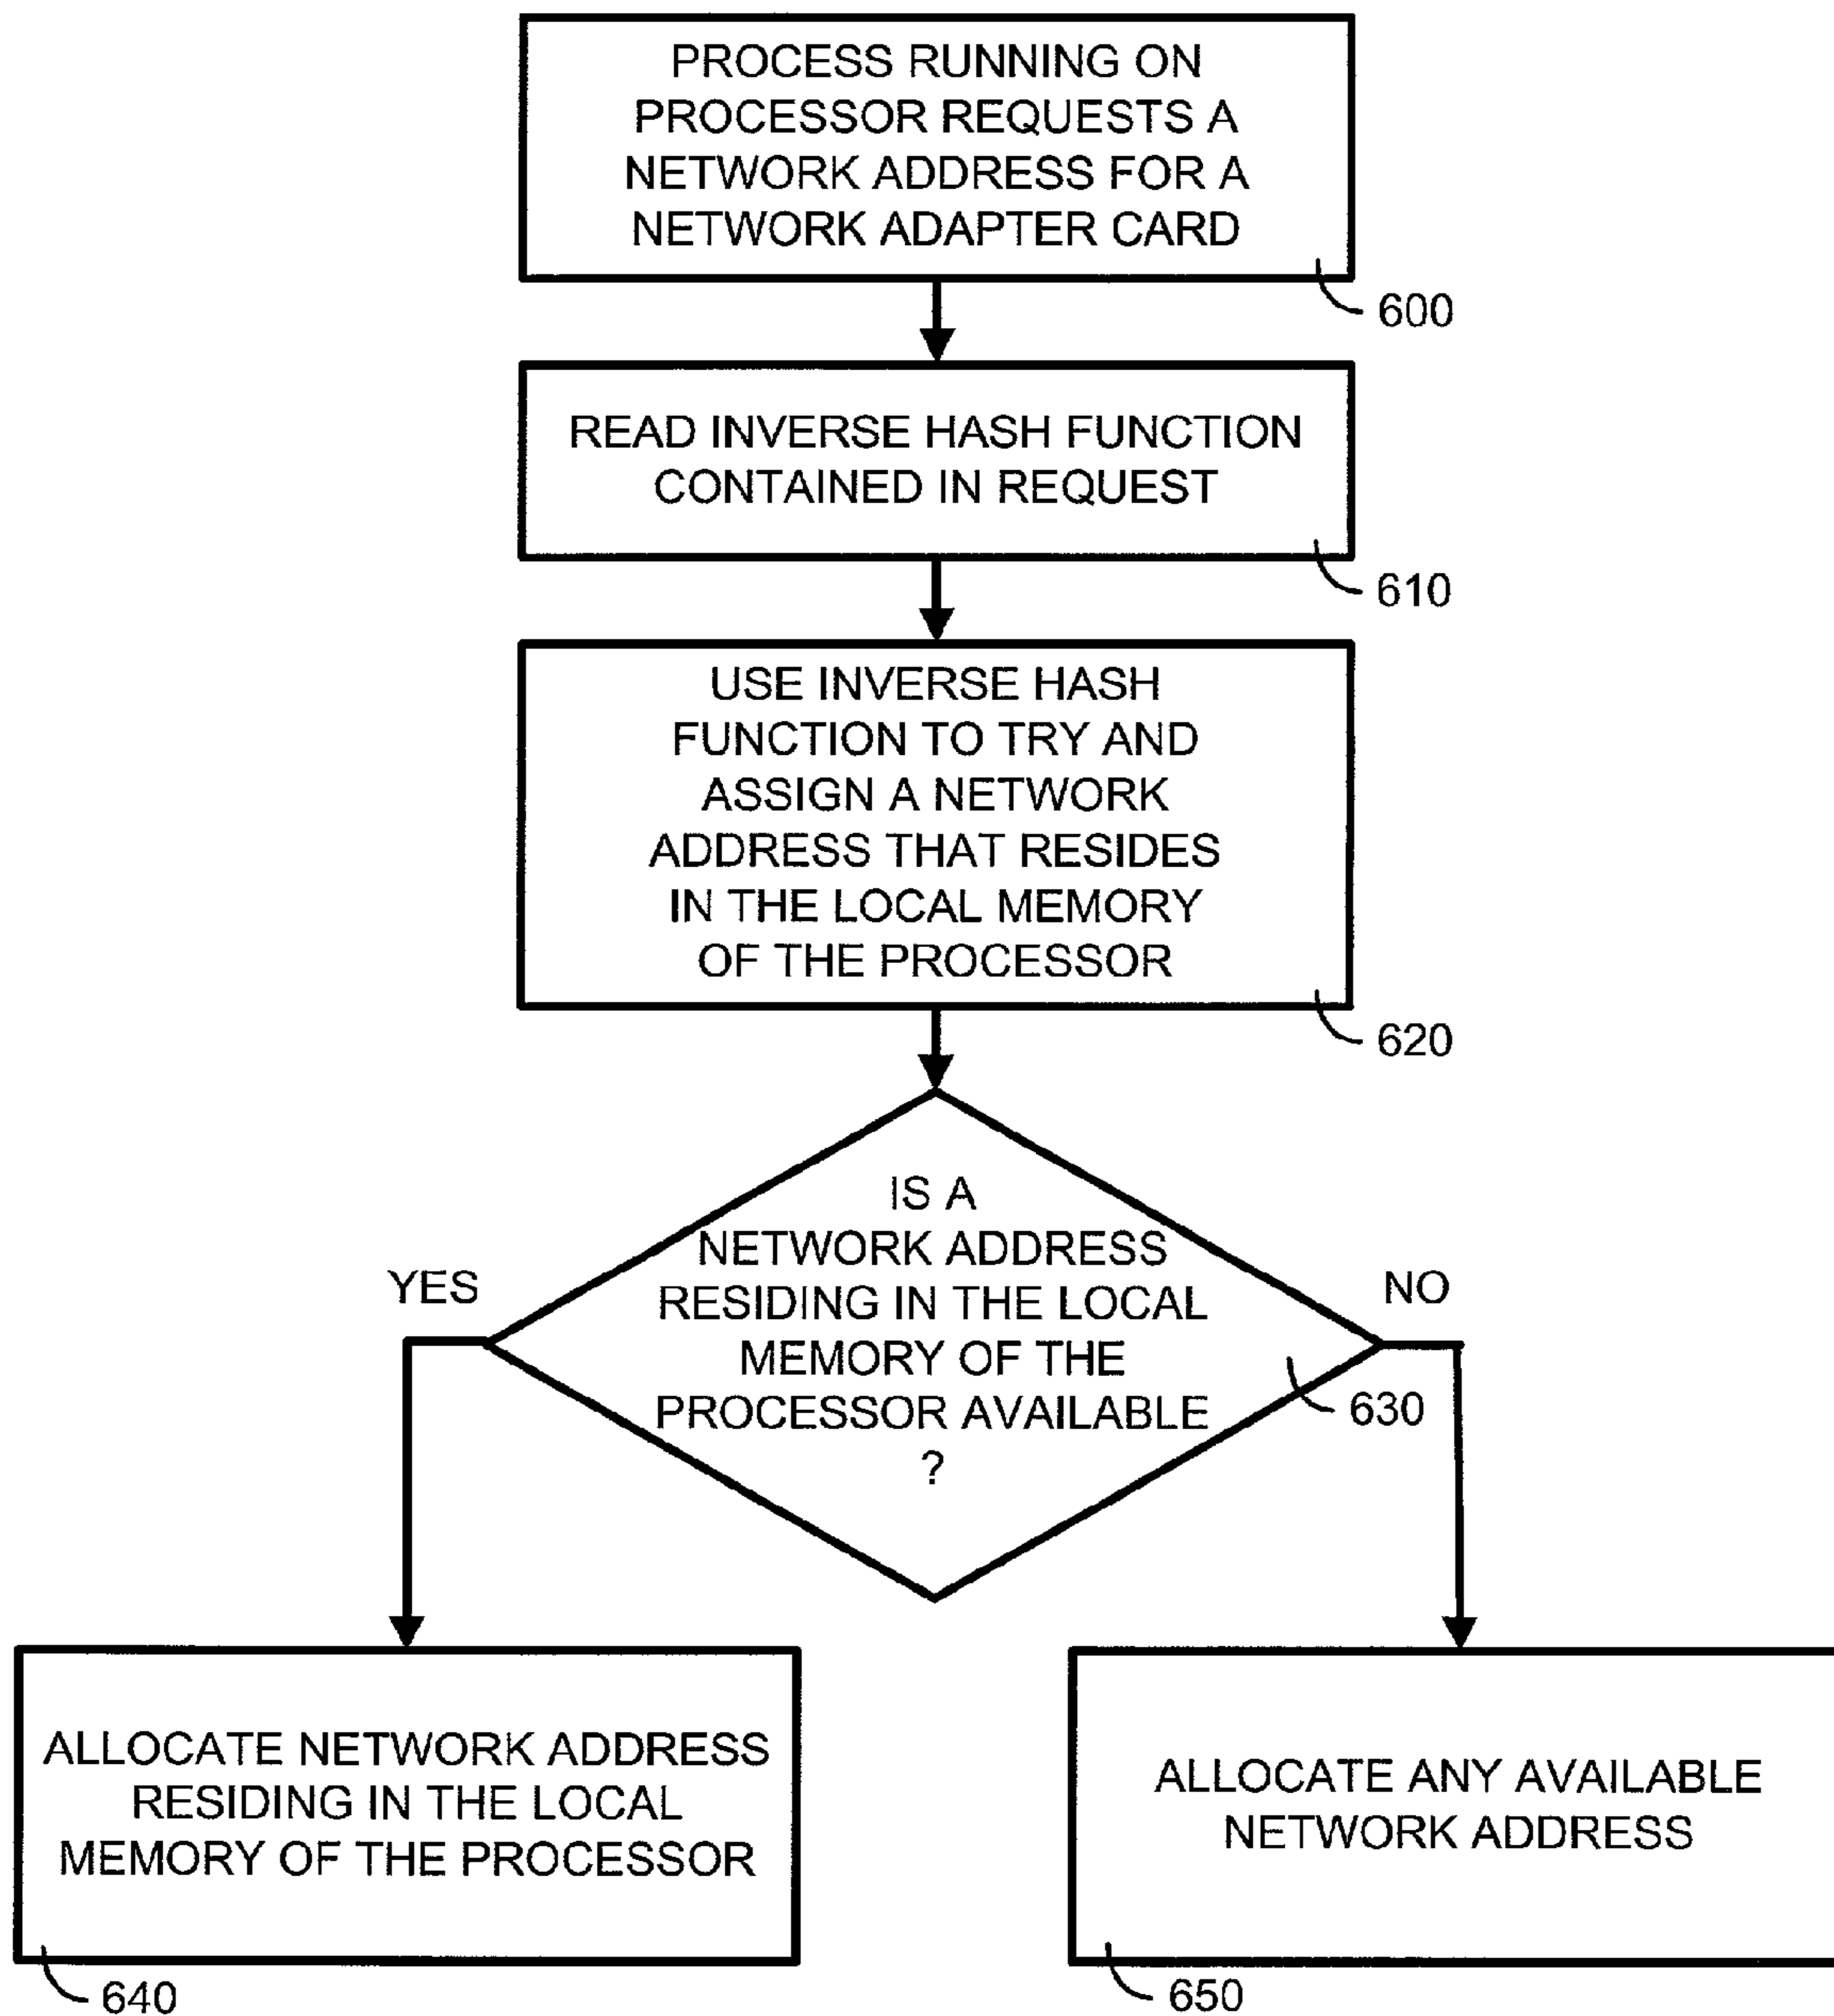 PROCESS RUNNING ON
PROCESSOR REQUESTS A
NETWORK ADDRESS FOR A
NETWORK ADAPTER CARD
600
READ INVERSE HASH FUNCTION
CONTAINED IN REQUEST
610
USE INVERSE HASH
FUNCTION TO TRY AND
ASSIGN A NETWORK
ADDRESS THAT RESIDES
IN THE LOCAL MEMORY
OF THE PROCESSOR
620
IS A
NETWORK ADDRESS
RESIDING IN THE LOCAL
MEMORY OF THE
PROCESSOR AVAILABLE
?
630
YES
NO
ALLOCATE NETWORK ADDRESS
RESIDING IN THE LOCAL
MEMORY OF THE PROCESSOR
640
ALLOCATE ANY AVAILABLE
NETWORK ADDRESS
650